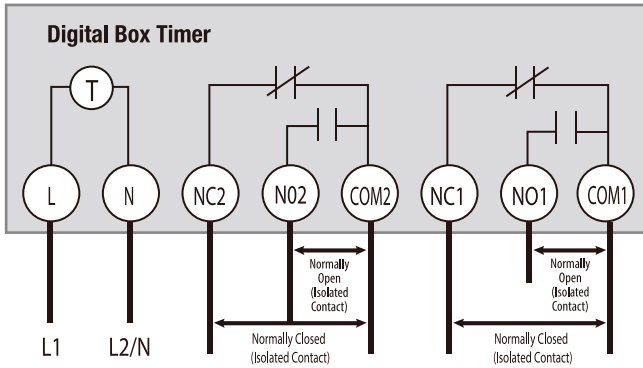 Digital Box Timer
T
L
N
NC2
N02
COM2
NC1
NO1
COM1
Normally
Open
(Isolated
Contact)
Normally
Open
(Isolated
Contact)
L1
L2/N
Normally Closed
(Isolated Contact)
Normally Closed
(Isolated Contact)